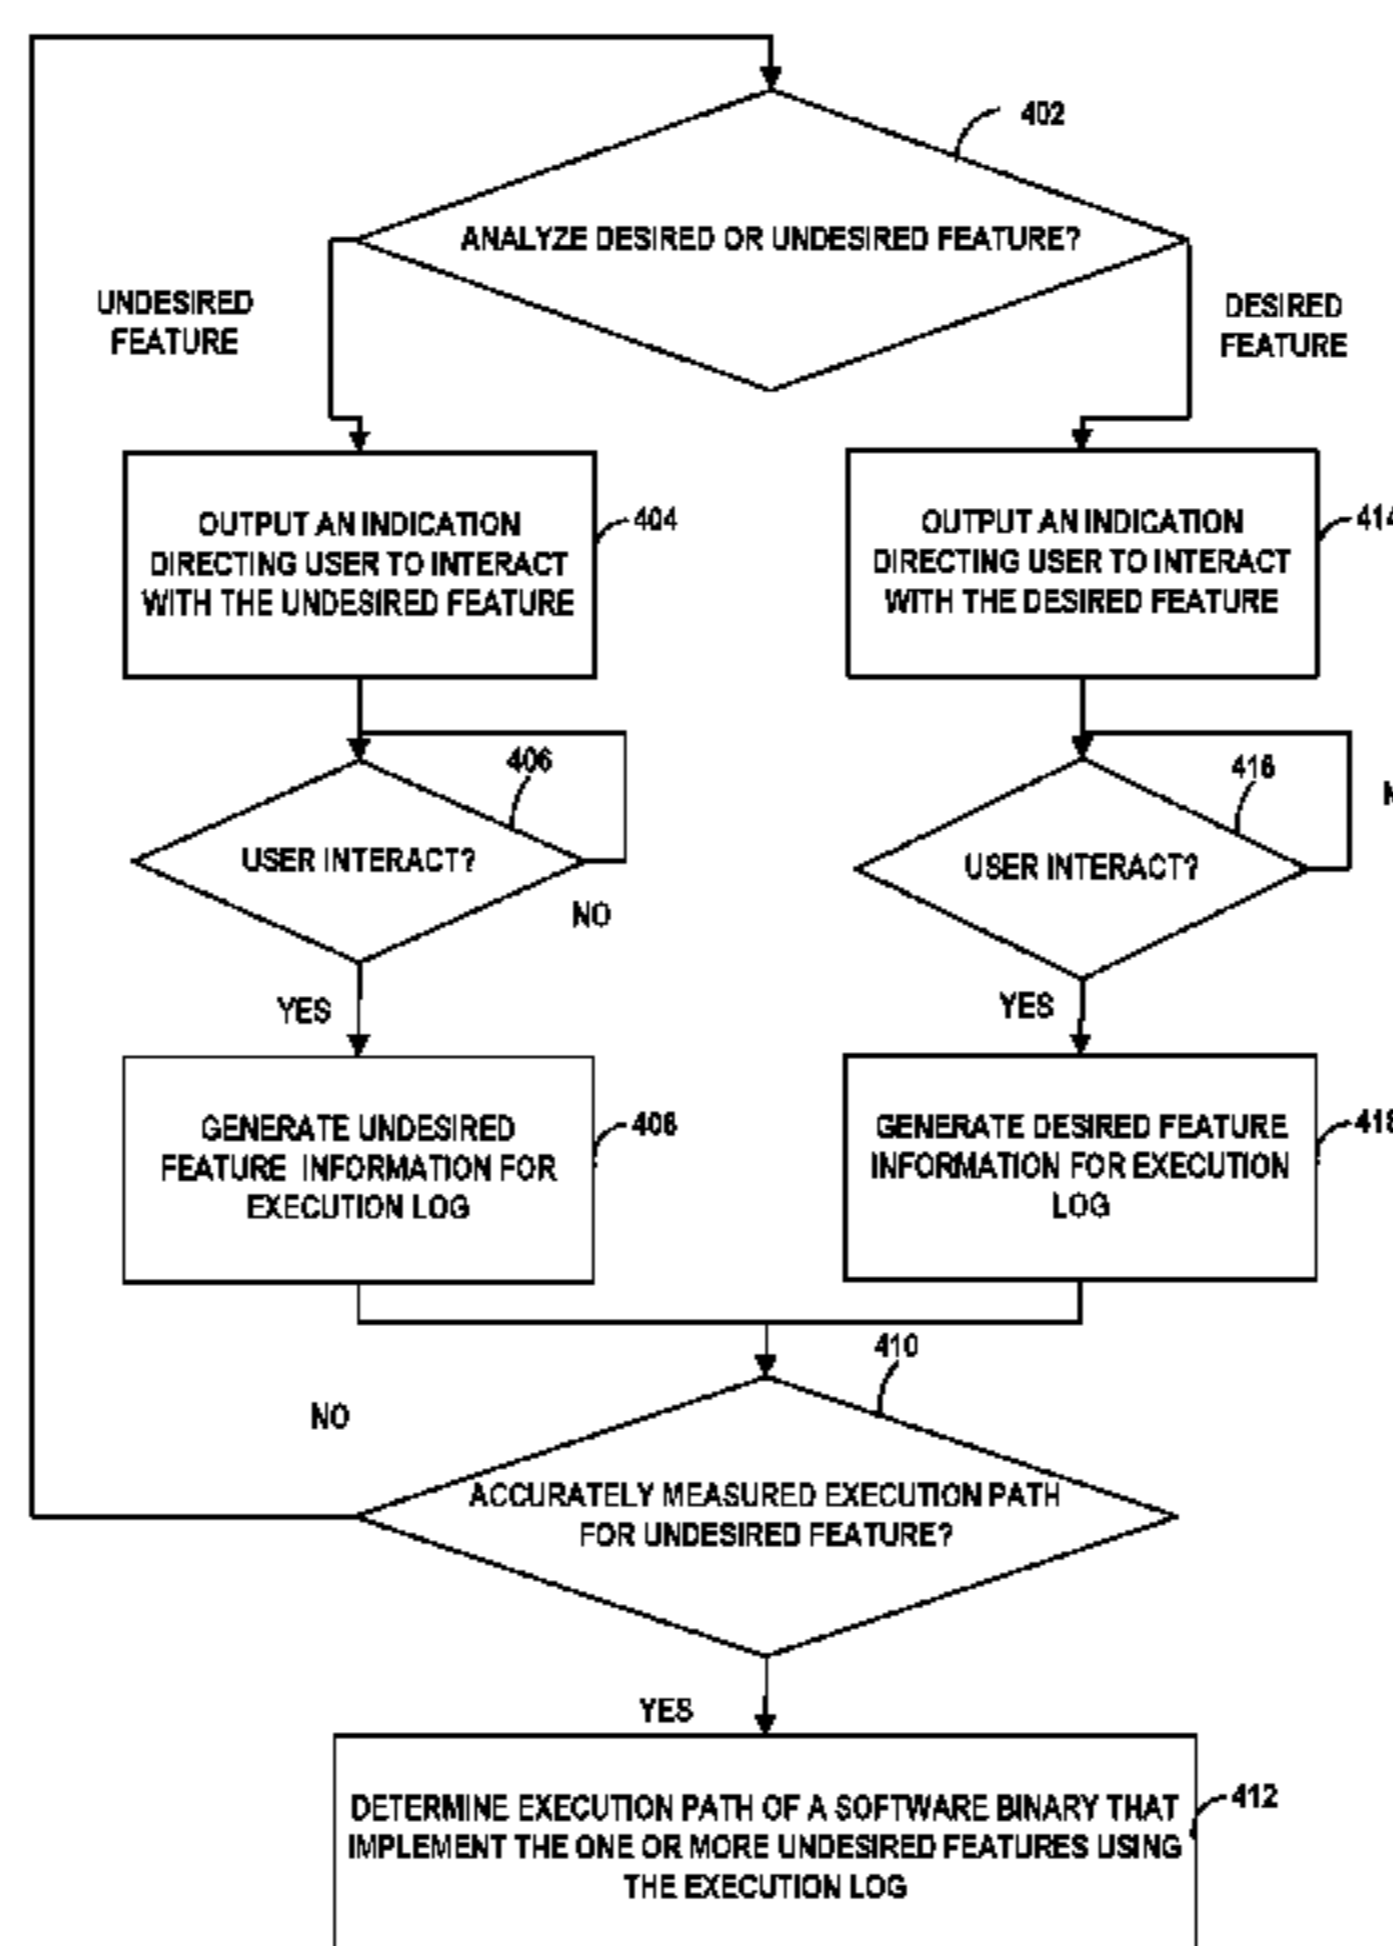 402
ANALYZE DESIRED OR UNDESIRED FEATURE?
UNDESIRED
FEATURE
DESIRED
FEATURE
OUTPUT AN INDICATION
DIRECTING USER TO INTERACT
WITH THE UNDESIRED FEATURE
404
OUTPUT AN INDICATION
DIRECTING USER TO INTERACT
WITH THE DESIRED FEATURE
414
406
USER INTERACT?
NO
416
USER INTERACT?
YES
YES
GENERATE UNDESIRED
FEATURE INFORMATION FOR
EXECUTION LOG
408
GENERATE DESIRED FEATURE
INFORMATION FOR EXECUTION
LOG
418
410
NO
ACCURATELY MEASURED EXECUTION PATH
FOR UNDESIRED FEATURE?
YES
DETERMINE EXECUTION PATH OF A SOFTWARE BINARY THAT
IMPLEMENT THE ONE OR MORE UNDESIRED FEATURES USING
THE EXECUTION LOG
412